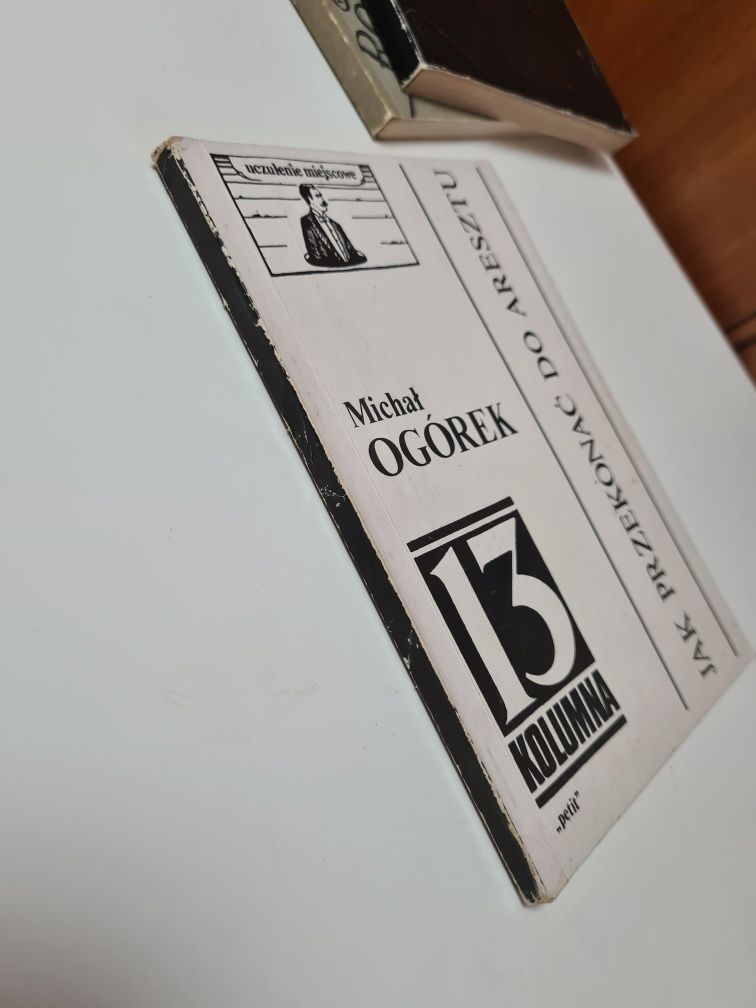 uczulenie miejscowe
JAK PRZEKONAĆ DO ARESZTU
Michał
OGÓREK
13
KOLUMNA
„petit”